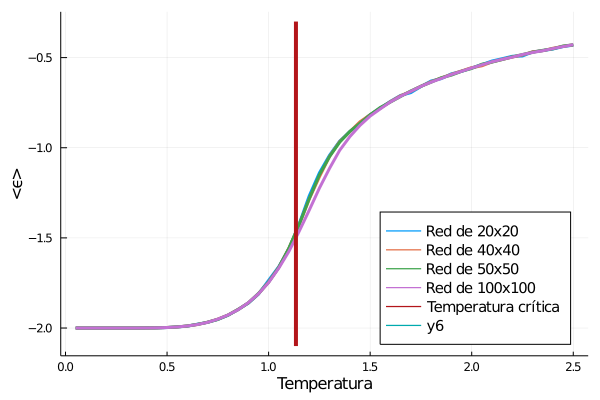 −0.5
−1.0
−1.5
−2.0
<ϵ>
0.0 0.5 1.0 1.5 2.0 2.5
Temperatura
Red de 20x20
Red de 40x40
Red de 50x50
Red de 100x100
Temperatura crítica
y6